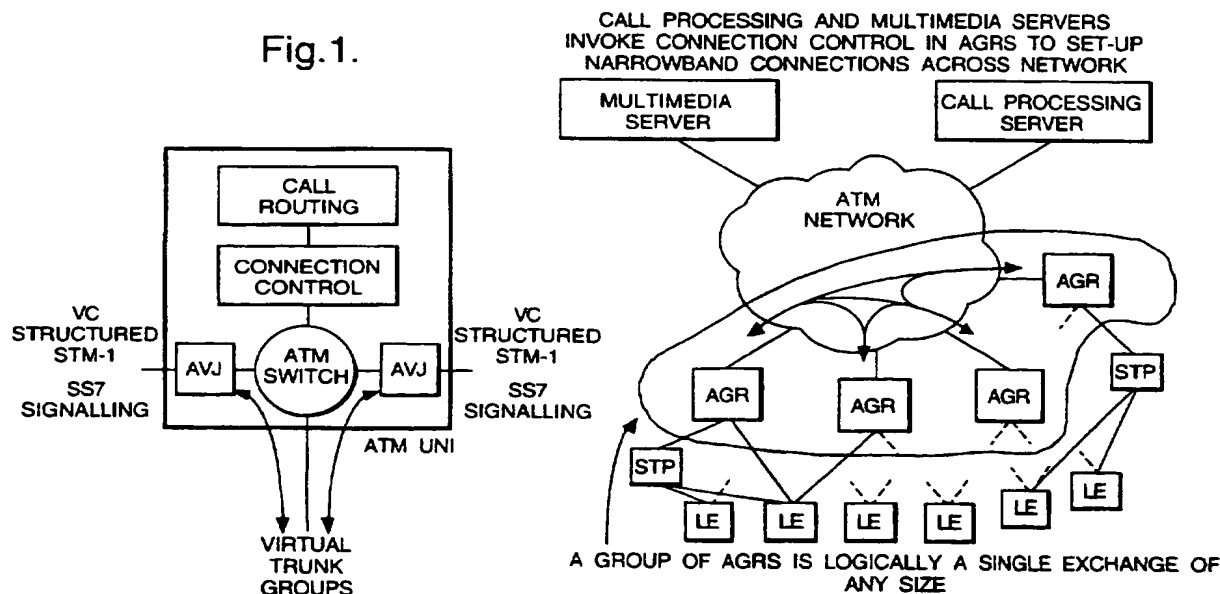 Fig.1.
CALL
ROUTING
CONNECTION
CONTROL
VC
STRUCTURED
STM-1
SS7
SIGNALLING
AVJ
ATM
SWITCH
AVJ
VC
STRUCTURED
STM-1
SS7
SIGNALLING
ATM UNI
VIRTUAL
TRUNK
GROUPS
CALL PROCESSING AND MULTIMEDIA SERVERS
INVOKE CONNECTION CONTROL IN AGRS TO SET-UP
NARROWBAND CONNECTIONS ACROSS NETWORK
MULTIMEDIA
SERVER
CALL PROCESSING
SERVER
ATM
NETWORK
AGR
AGR
AGR
AGR
STP
STP
LE
LE
LE
LE
LE
LE
A GROUP OF AGRS IS LOGICALLY A SINGLE EXCHANGE OF
ANY SIZE